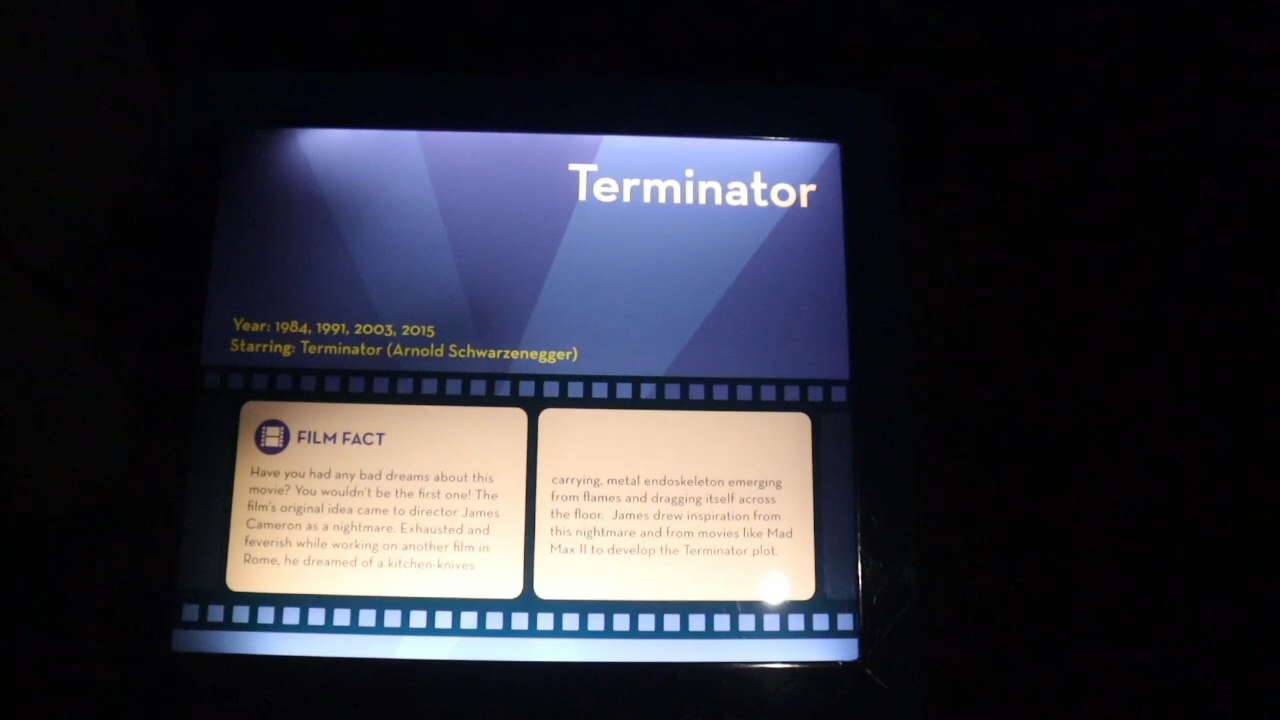 Terminator
Year: 1984, 1991, 2003, 2015
Starring: Terminator (Arnold Schwarzenegger)
FILM FACT
Have you had any bad dreams about this
movie? You wouldn't be the first one! The
film's original idea came to director James
Cameron as a nightmare. Exhausted and
feverish while working on another film in
Rome, he dreamed of a kitchen-knives
carrying, metal endoskeleton emerging
from flames and dragging itself across
the floor. James drew inspiration from
this nightmare and from movies like Mad
Max II to develop the Terminator plot.